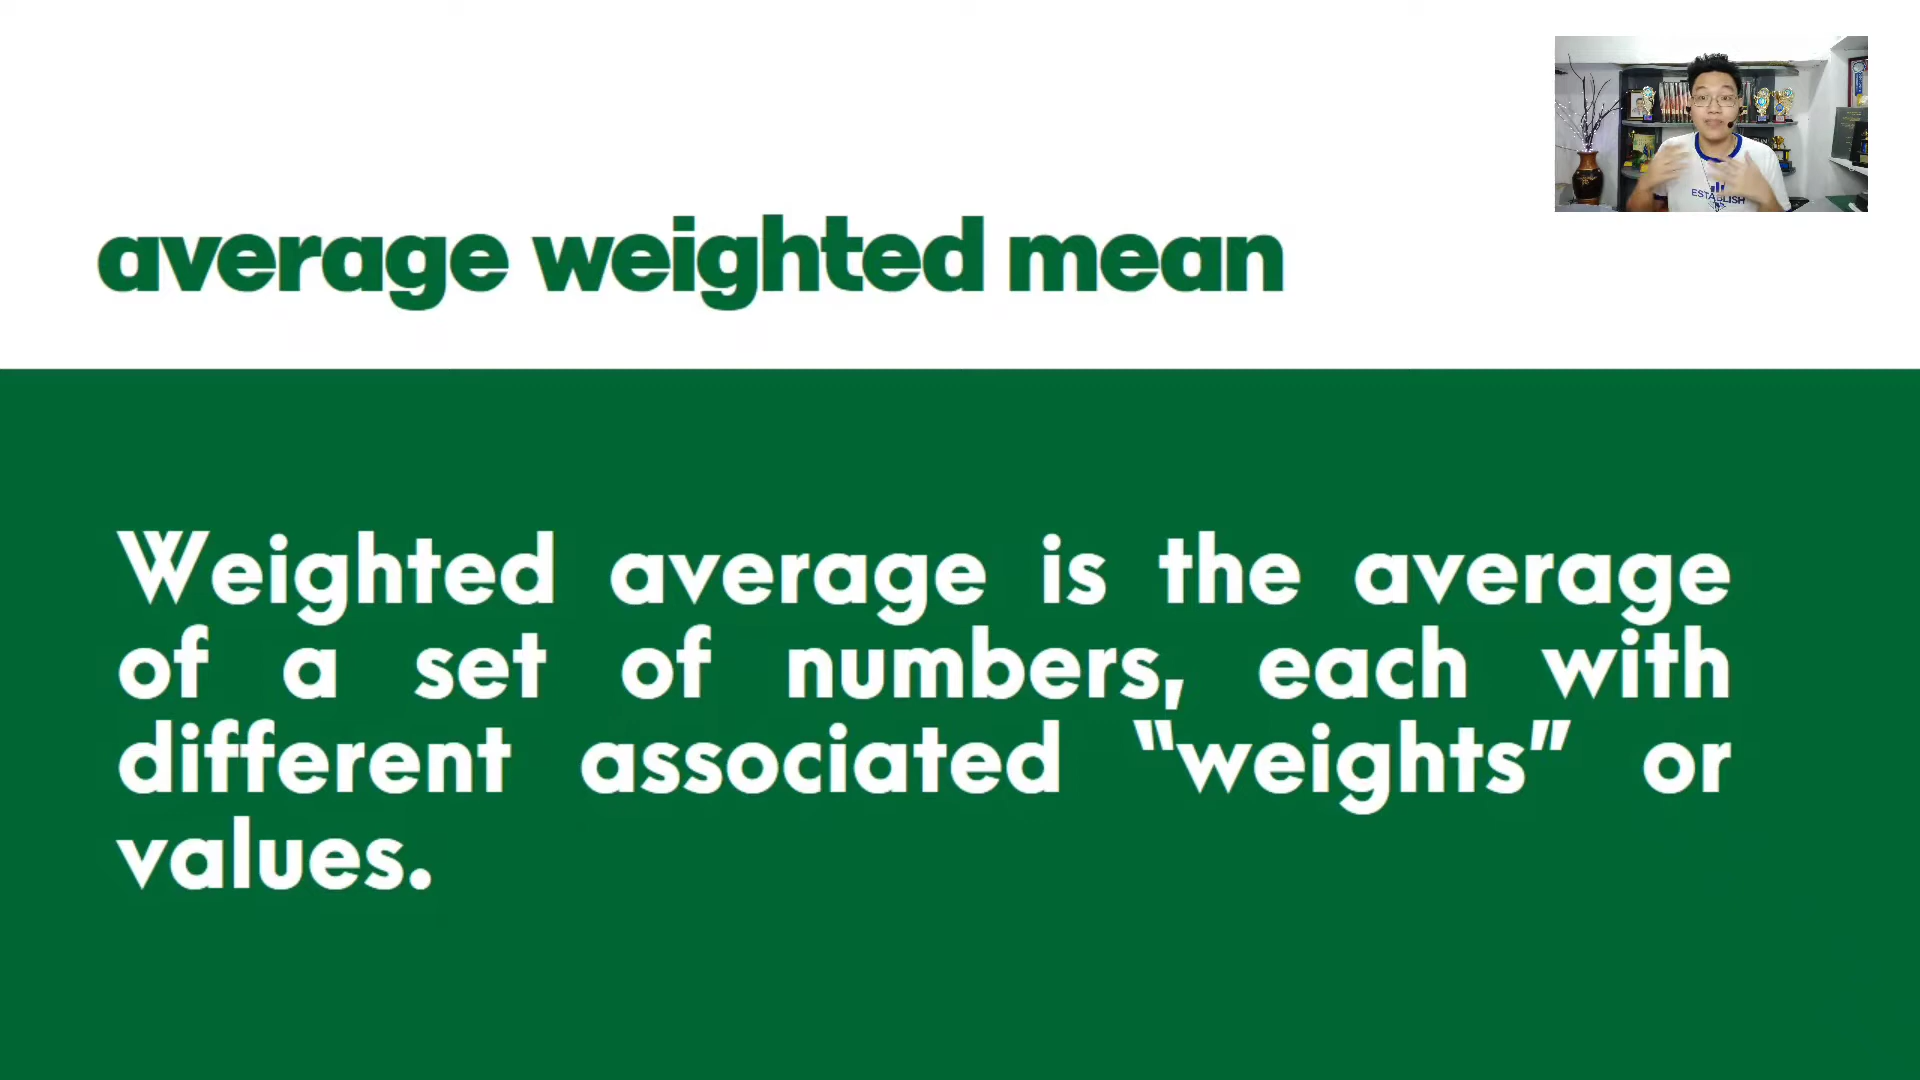 average weighted mean
Weighted average is the average
of a set of numbers, each with
different associated “weights” or
values.
ESTABLISH